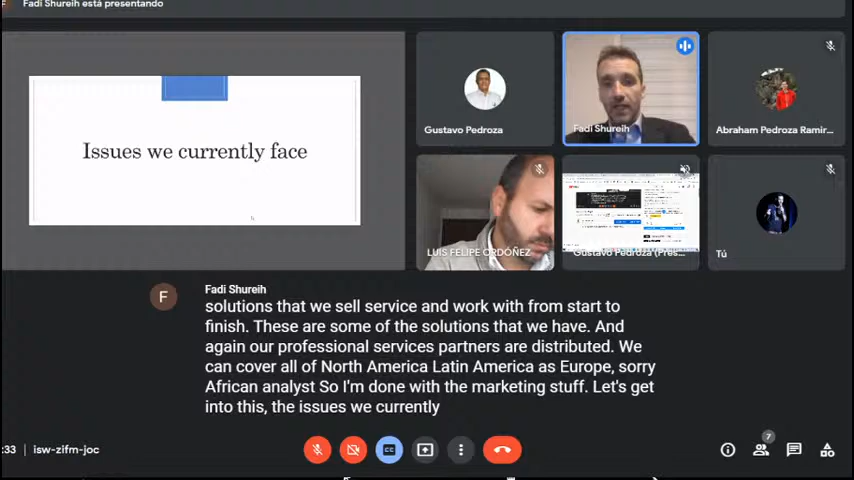 Fadi Shureih está presentando
Issues we currently face
Gustavo Pedroza
Fadi Shureih
Abraham Pedroza Ramir...
LUIS FELIPE ORDÓÑEZ
Gustavo Pedroza (Pres...
Tú
F
Fadi Shureih
solutions that we sell service and work with from start to
finish. These are some of the solutions that we have. And
again our professional services partners are distributed. We
can cover all of North America Latin America as Europe, sorry
African analyst So I'm done with the marketing stuff. Let's get
into this, the issues we currently
:33
isw-zifm-joc
CC
7